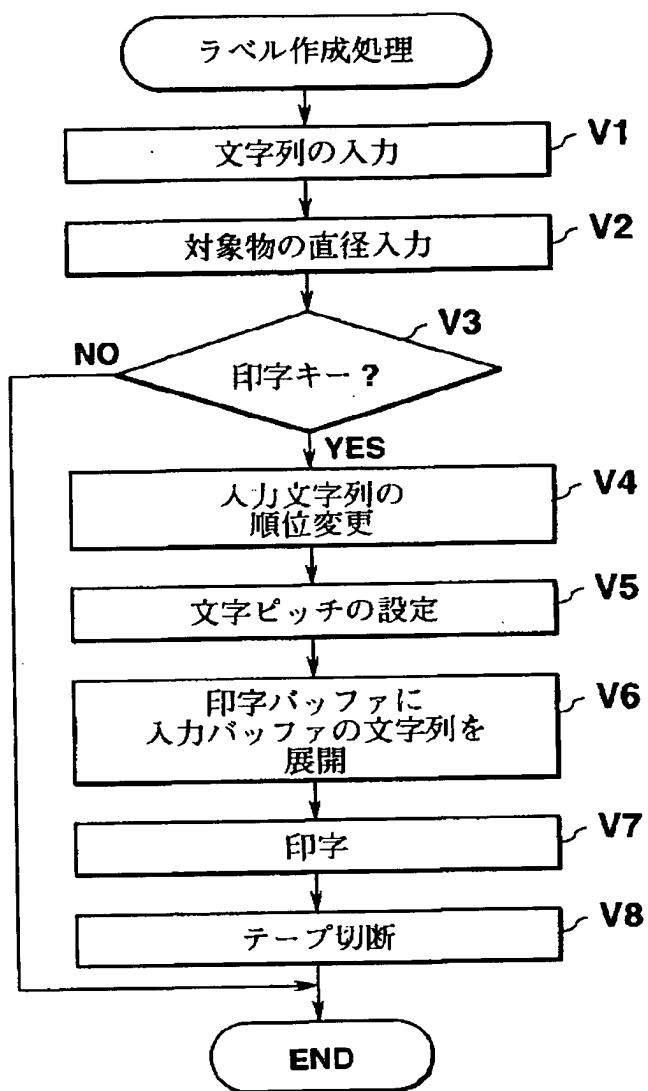 ラベル作成処理
文字列の入力
V1
対象物の直径入力
V2
V3
NO
印字キー？
YES
入力文字列の
順位変更
V4
文字ピッチの設定
V5
印字バッファに
入力バッファの文字列を
展開
V6
印字
V7
テープ切断
V8
END